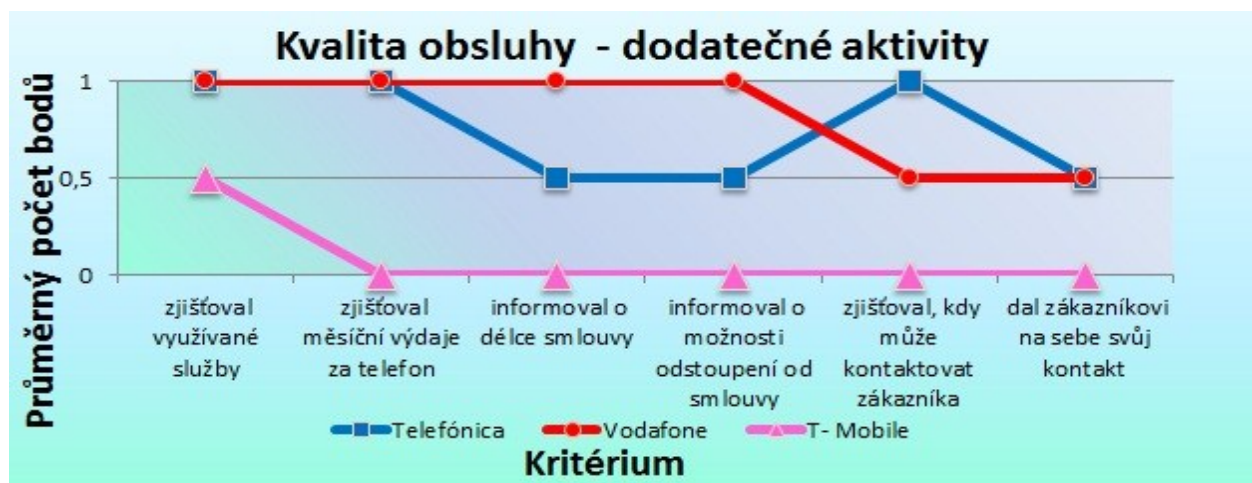 Kvalita obsluhy - dodatečné aktivity
Průměrný počet bodů
1
0,5
0
zjišťoval
využívané
služby
zjišťoval
měsíční výdaje
za telefon
informoval o
délce smlouvy
informoval o
možnosti
odstoupení od
smlouvy
zjišťoval, kdy
může
kontaktovat
zákazníka
dal zákazníkovi
na sebe svůj
kontakt
Telefónica
Vodafone
T- Mobile
Kritérium